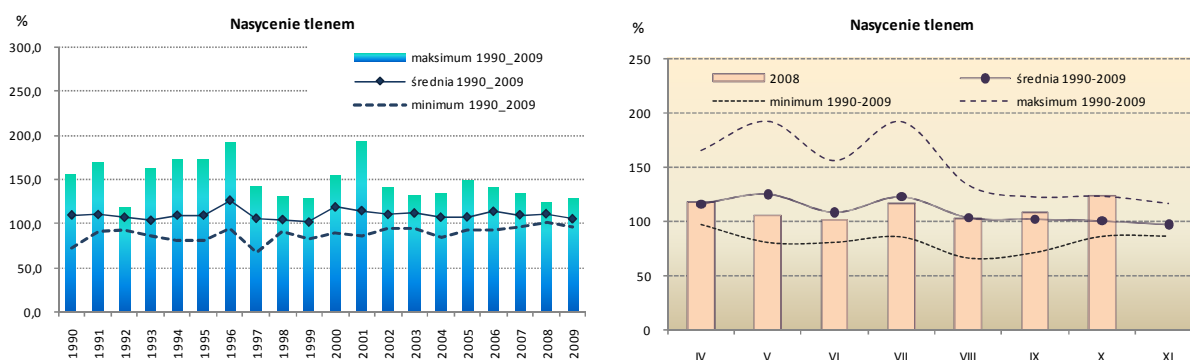 %
Nasycenie tlenem
300,0
250,0
200,0
150,0
100,0
50,0
0,0
maksimum 1990_2009
średnia 1990_2009
minimum 1990_2009
1990 1991 1992 1993 1994 1995 1996 1997 1998 1999 2000 2001 2002 2003 2004 2005 2006 2007 2008 2009
%
Nasycenie tlenem
250
200
150
100
50
0
2008 średnia 1990-2009
minimum 1990-2009 maksimum 1990-2009
IV V VI VII VIII IX X XI